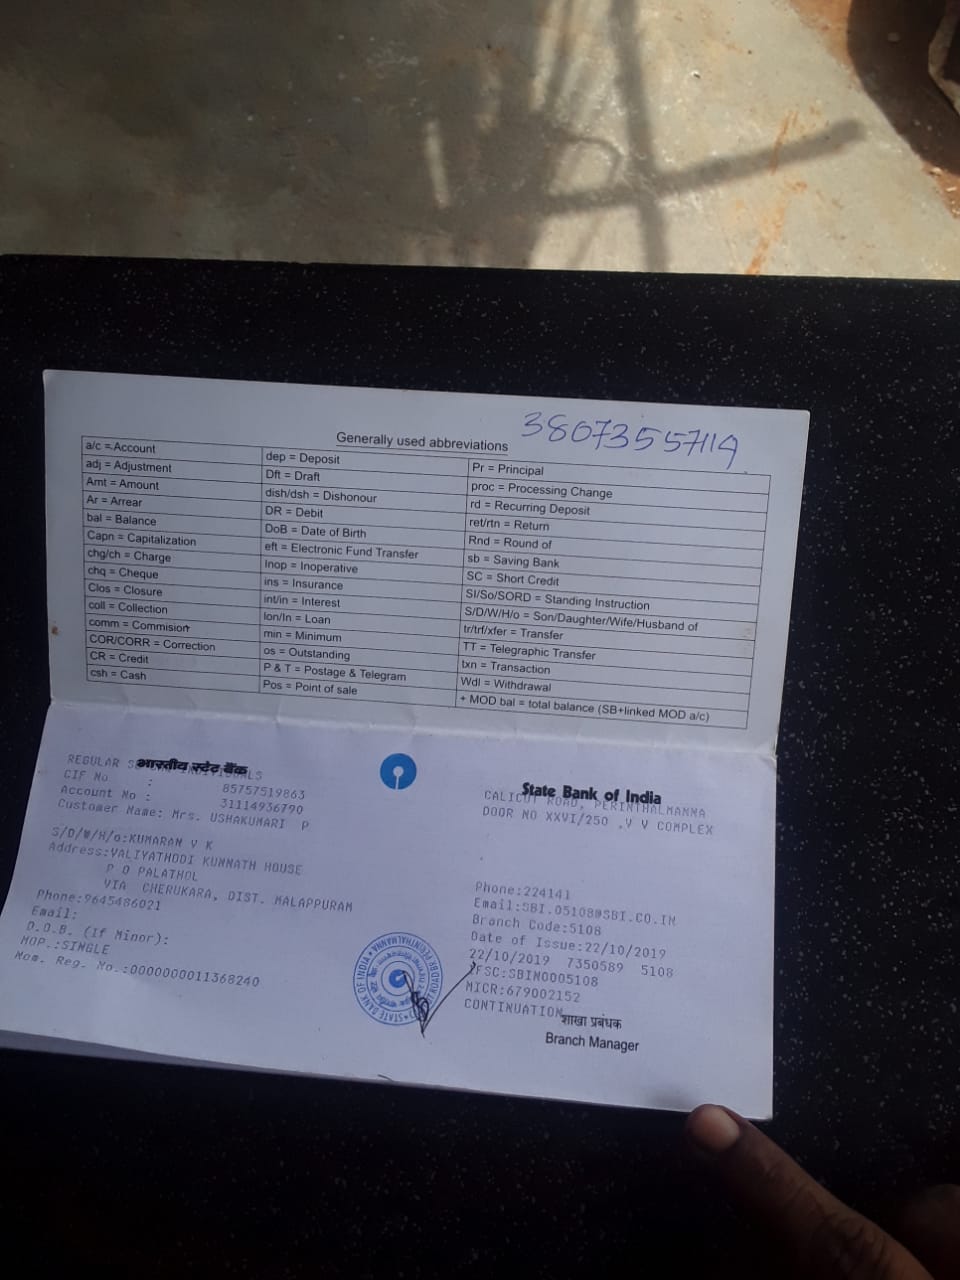 38073557119
Generally used abbreviations
a/c = Account
adj = Adjustment
Amt = Amount
Ar = Arrear
bal = Balance
Capn = Capitalization
chg/ch = Charge
chq = Cheque
Clos = Closure
coll = Collection
comm = Commision
COR/CORR = Correction
CR = Credit
csh = Cash
dep = Deposit
Dft = Draft
dish/dsh = Dishonour
DR = Debit
DoB = Date of Birth
eft = Electronic Fund Transfer
Inop = Inoperative
ins = Insurance
int/in = Interest
lon/ln = Loan
min = Minimum
os = Outstanding
P & T = Postage & Telegram
Pos = Point of sale
Pr = Principal
proc = Processing Change
rd = Recurring Deposit
ret/rtn = Return
Rnd = Round of
sb = Saving Bank
SC = Short Credit
SI/So/SORD = Standing Instruction
S/D/W/H/o = Son/Daughter/Wife/Husband of
tr/trf/xfer = Transfer
TT = Telegraphic Transfer
txn = Transaction
Wdl = Withdrawal
+ MOD bal = total balance (SB+linked MOD a/c)
भारतीय स्टेट बैंक
REGULAR
CIF No : 85757519863
Account No : 31114936790
Customer Name: Mrs. USHAKUMARI P
S/D/W/H/o:KUMARAN V K
Address:VALIYATHODI KUNNATH HOUSE
P O PALATHOL
VIA CHERUKARA, DIST. MALAPPURAM
Phone:9645486021
Email:
D.O.B. (If Minor):
MOP.:SINGLE
Nom. Reg. No.:0000000011368240
State Bank of India
CALICUT ROAD, PERINTHALMANNA
DOOR NO XXVI/250 ,V V COMPLEX
Phone:224141
Email:SBI.05108@SBI.CO.IN
Branch Code:5108
Date of Issue:22/10/2019
22/10/2019 7350589 5108
IFSC:SBIN0005108
MICR:679002152
CONTINUATION
शाखा प्रबंधक
Branch Manager
STATE BANK OF INDIA